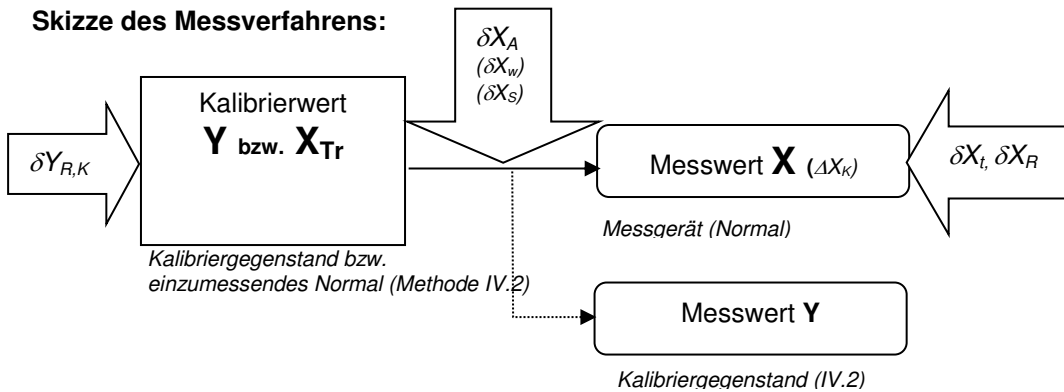 Skizze des Messverfahrens:
δX_A
(δX_w)
(δX_S)
Kalibrierwert
Y bzw. X_Tr
δY_R,K
Messwert X (ΔX_K)
δX_t, δX_R
Messgerät (Normal)
Kalibriergegenstand bzw.
einzumessendes Normal (Methode IV.2)
Messwert Y
Kalibriergegenstand (IV.2)